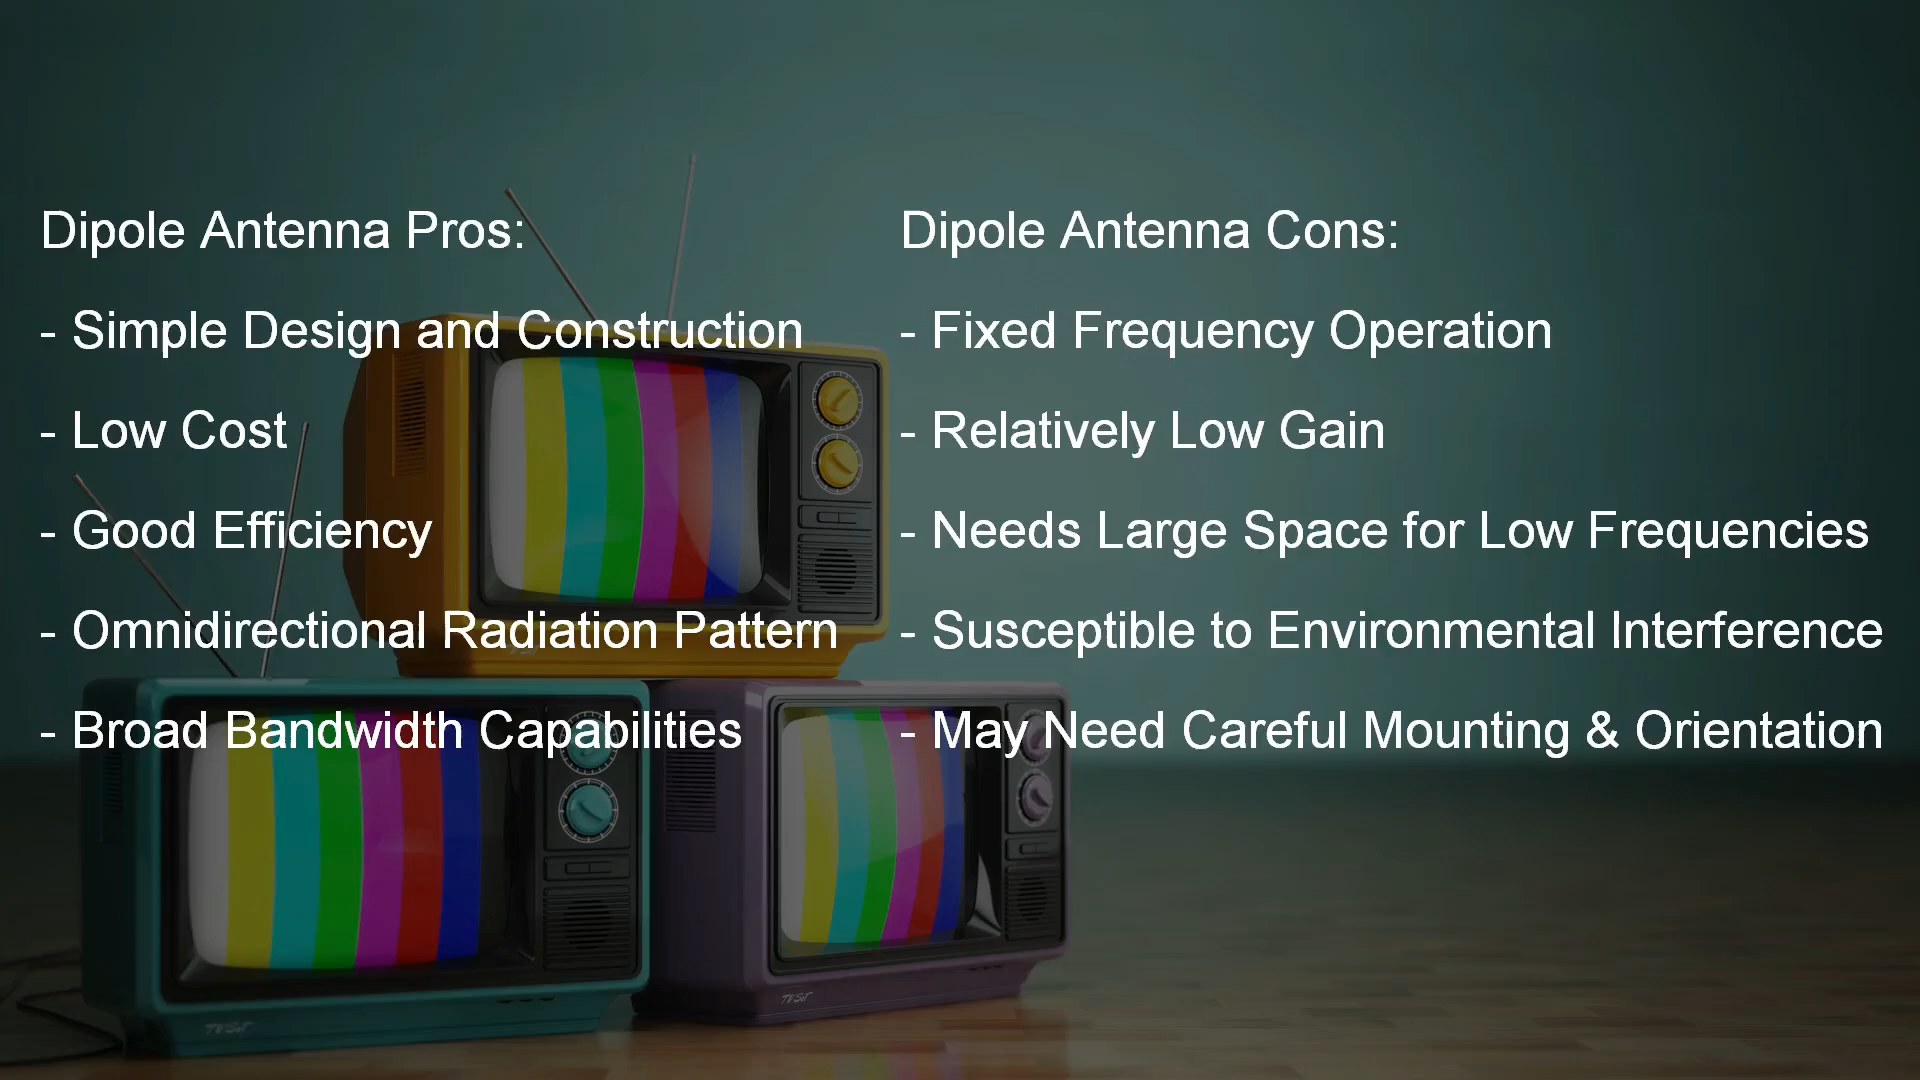 Dipole Antenna Pros:
- Simple Design and Construction
- Low Cost
- Good Efficiency
- Omnidirectional Radiation Pattern
- Broad Bandwidth Capabilities
Dipole Antenna Cons:
- Fixed Frequency Operation
- Relatively Low Gain
- Needs Large Space for Low Frequencies
- Susceptible to Environmental Interference
- May Need Careful Mounting & Orientation
TVSeT
TVSeT